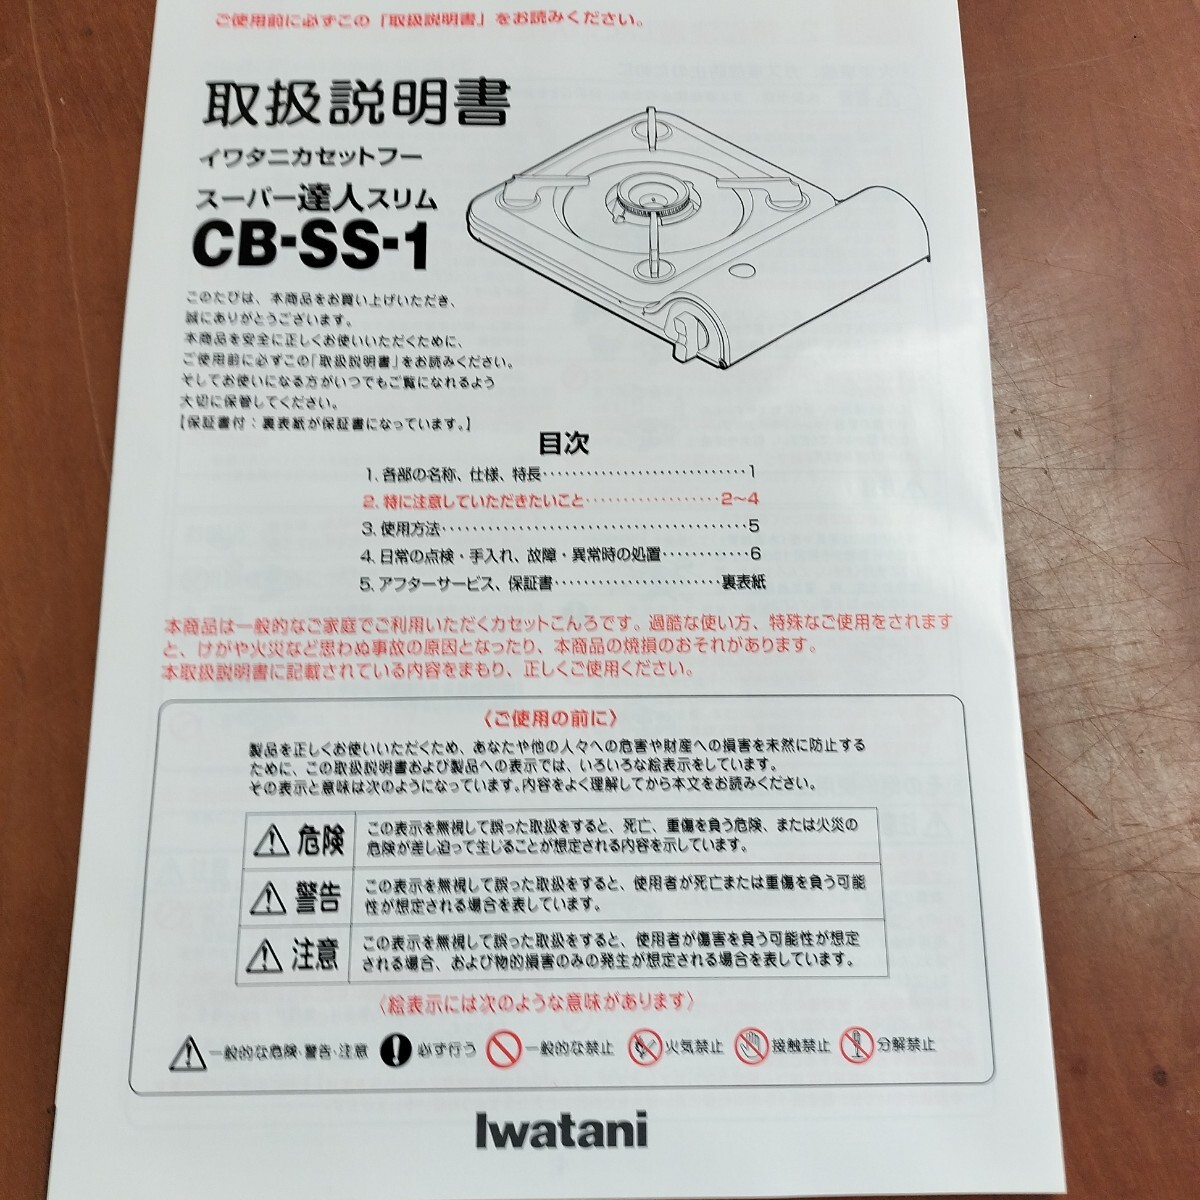 ご使用前に必ずこの「取扱説明書」をお読みください。
取扱説明書
イワタニカセットフー
スーパー達人スリム
CB-SS-1
このたびは、本商品をお買い上げいただき、
誠にありがとうございます。
本商品を安全に正しくお使いいただくために、
ご使用前に必ずこの「取扱説明書」をお読みください。
そしてお使いになる方がいつでもご覧になれるよう
大切に保管してください。
【保証書付：裏表紙が保証書になっています。】
目次
1. 各部の名称、仕様、特長‥‥‥‥‥‥‥‥‥‥‥1
2. 特に注意していただきたいこと‥‥‥‥‥‥‥2〜4
3. 使用方法‥‥‥‥‥‥‥‥‥‥‥‥‥‥‥‥5
4. 日常の点検・手入れ、故障・異常時の処置‥‥‥‥6
5. アフターサービス、保証書‥‥‥‥‥‥‥‥裏表紙
本商品は一般的なご家庭でご利用いただくカセットこんろです。過酷な使い方、特殊なご使用をされます
と、けがや火災など思わぬ事故の原因となったり、本商品の焼損のおそれがあります。
本取扱説明書に記載されている内容をまもり、正しくご使用ください。
〈ご使用の前に〉
製品を正しくお使いいただくため、あなたや他の人々への危害や財産への損害を未然に防止する
ために、この取扱説明書および製品への表示では、いろいろな絵表示をしています。
その表示と意味は次のようになっています。内容をよく理解してから本文をお読みください。
危険
この表示を無視して誤った取扱をすると、死亡、重傷を負う危険、または火災の
危険が差し迫って生じることが想定される内容を示しています。
警告
この表示を無視して誤った取扱をすると、使用者が死亡または重傷を負う可能
性が想定される場合を表しています。
注意
この表示を無視して誤った取扱をすると、使用者が傷害を負う可能性が想定
される場合、および物的損害のみの発生が想定される場合を表しています。
〈絵表示には次のような意味があります〉
一般的な危険・警告・注意 必ず行う 一般的な禁止 火気禁止 接触禁止 分解禁止
Iwatani